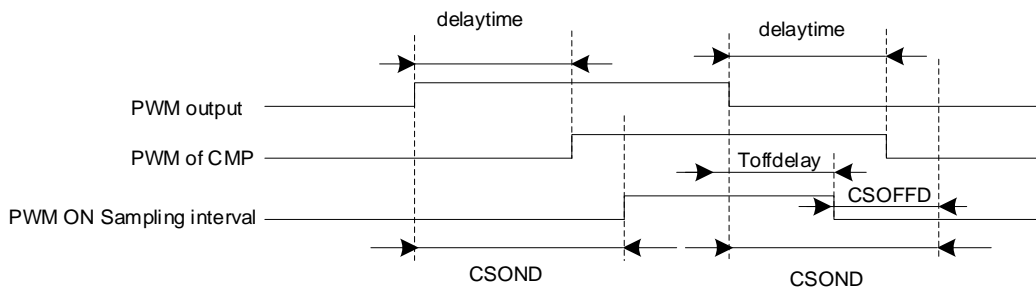 delaytime
delaytime
PWM output
PWM of CMP
Toffdelay
CSOFFD
PWM ON Sampling interval
CSOND
CSOND